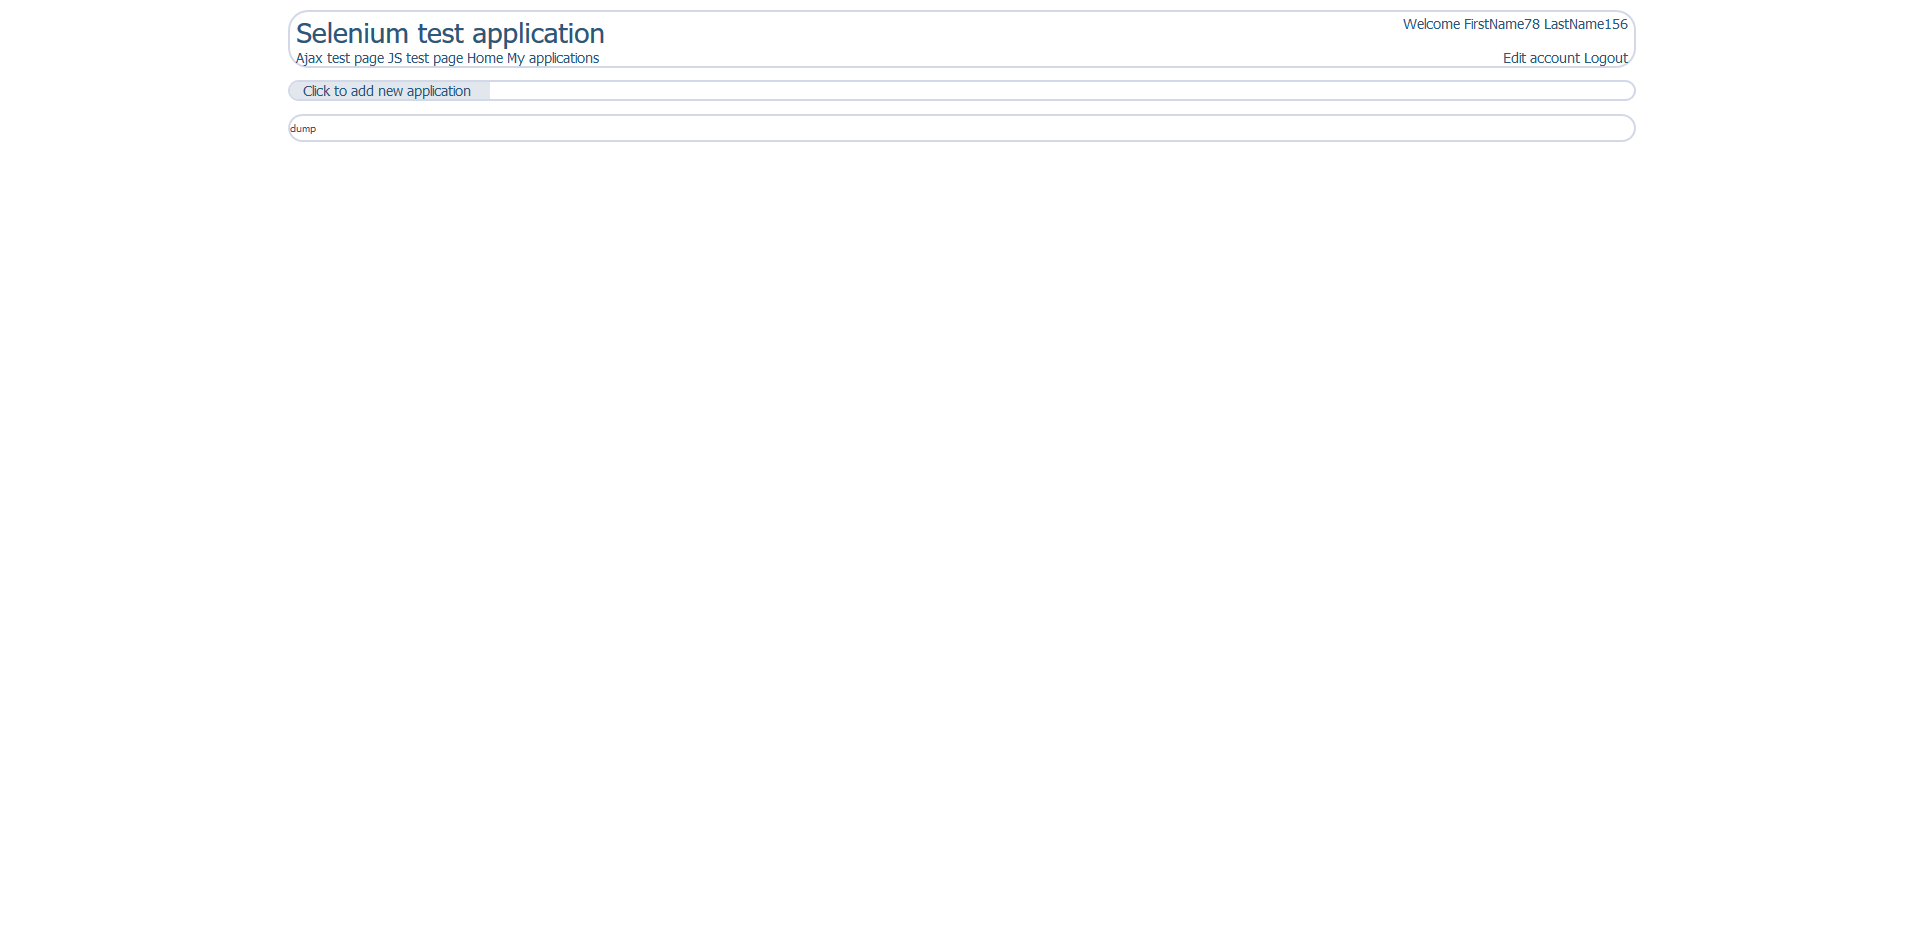 Selenium test application
Welcome FirstName78 LastName156
Ajax test page JS test page Home My applications
Edit account Logout
Click to add new application
dump